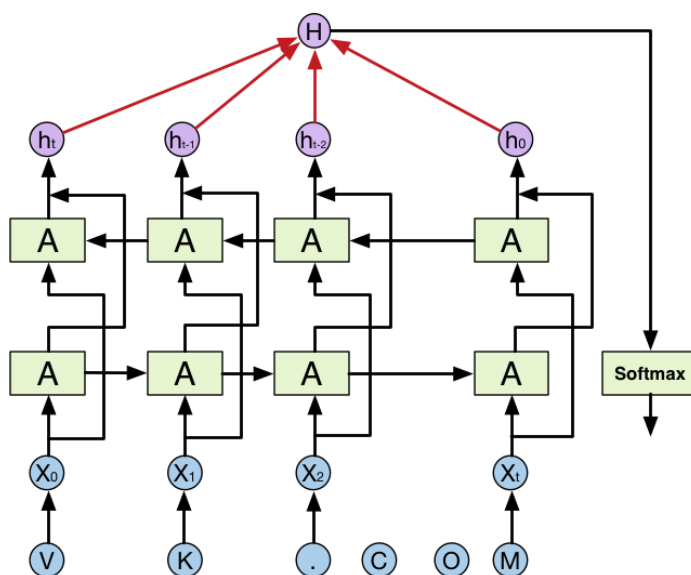 H
ht ht-1 ht-2 h0
A A A A
A A A A Softmax
X0 X1 X2 Xt
V K . C O M